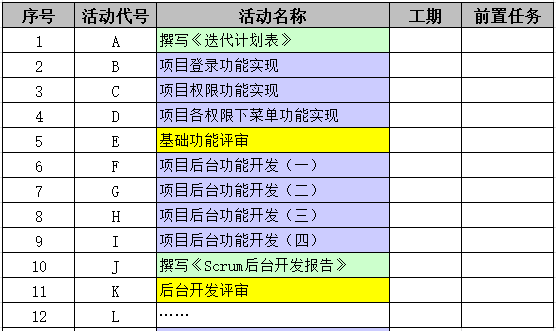 序号 活动代号 活动名称 工期 前置任务
1 A 撰写《迭代计划表》
2 B 项目登录功能实现
3 C 项目权限功能实现
4 D 项目各权限下菜单功能实现
5 E 基础功能评审
6 F 项目后台功能开发（一）
7 G 项目后台功能开发（二）
8 H 项目后台功能开发（三）
9 I 项目后台功能开发（四）
10 J 撰写《Scrum后台开发报告》
11 K 后台开发评审
12 L ……